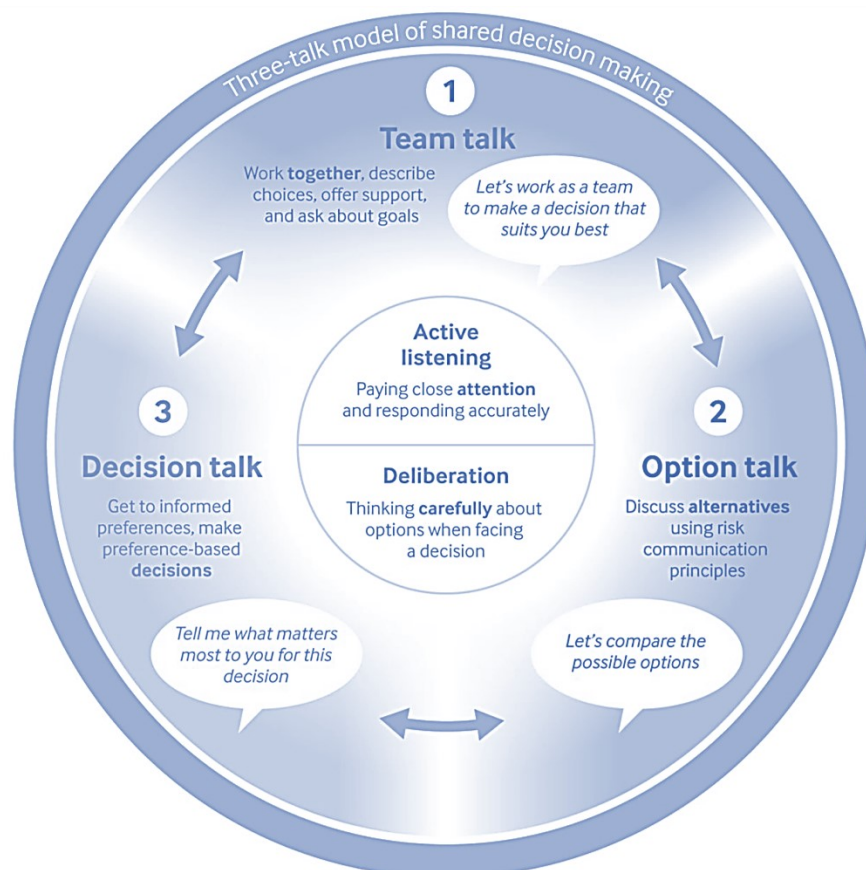 Three-talk model of shared decision making
1
Team talk
Work together, describe
choices, offer support,
and ask about goals
Let's work as a team
to make a decision that
suits you best
Active
listening
Paying close attention
and responding accurately
Deliberation
Thinking carefully about
options when facing
a decision
2
Option talk
Discuss alternatives
using risk
communication
principles
Let's compare the
possible options
3
Decision talk
Get to informed
preferences, make
preference-based
decisions
Tell me what matters
most to you for this
decision